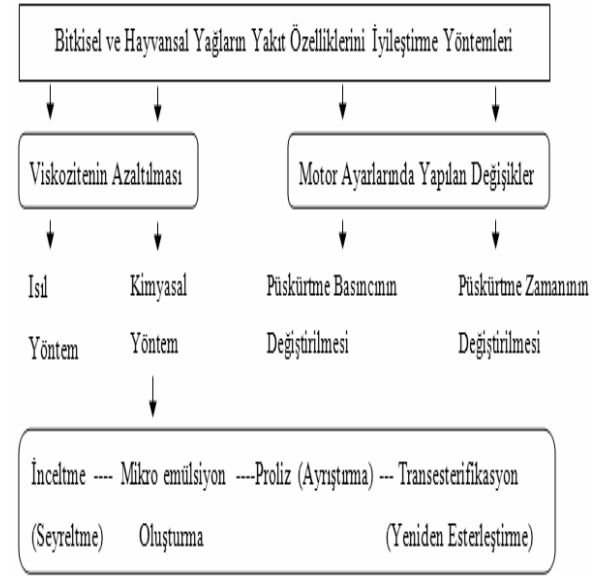 Bitkisel ve Hayvansal Yağların Yakıt Özelliklerini İyileştirme Yöntemleri
Viskozitenin Azaltılması
Motor Ayarlarında Yapılan Değişikler
Isıl
Yöntem
Kimyasal
Yöntem
Püskürtme Basıncının
Değiştirilmesi
Püskürtme Zamanının
Değiştirilmesi
İnceltme ---- Mikro emülsiyon ----Proliz (Ayrıştırma) --- Transesterifikasyon
(Seyreltme) Oluşturma (Yeniden Esterleştirme)